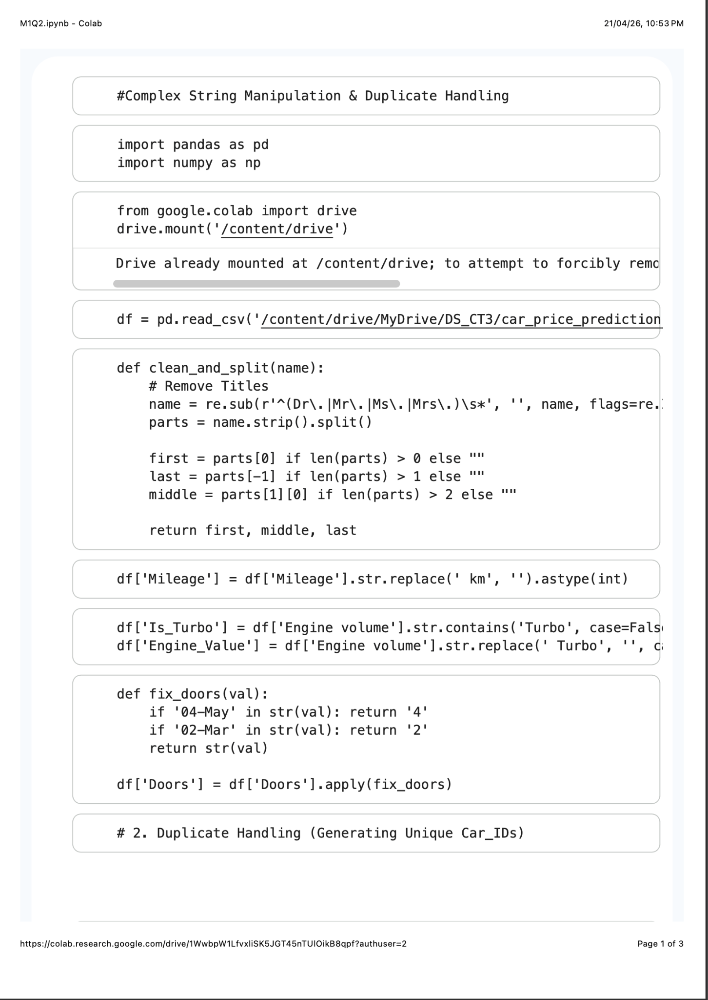 M1Q2.ipynb - Colab
21/04/26, 10:53 PM
#Complex String Manipulation & Duplicate Handling
import pandas as pd
import numpy as np
from google.colab import drive
drive.mount('/content/drive')
Drive already mounted at /content/drive; to attempt to forcibly remo
df = pd.read_csv('/content/drive/MyDrive/DS_CT3/car_price_prediction
def clean_and_split(name):
    # Remove Titles
    name = re.sub(r'^(Dr\.|Mr\.|Ms\.|Mrs\.)\s*', '', name, flags=re.
    parts = name.strip().split()
    first = parts[0] if len(parts) > 0 else ""
    last = parts[-1] if len(parts) > 1 else ""
    middle = parts[1][0] if len(parts) > 2 else ""
    return first, middle, last
df['Mileage'] = df['Mileage'].str.replace(' km', '').astype(int)
df['Is_Turbo'] = df['Engine volume'].str.contains('Turbo', case=Fals
df['Engine_Value'] = df['Engine volume'].str.replace(' Turbo', '', c
def fix_doors(val):
    if '04-May' in str(val): return '4'
    if '02-Mar' in str(val): return '2'
    return str(val)
df['Doors'] = df['Doors'].apply(fix_doors)
# 2. Duplicate Handling (Generating Unique Car_IDs)
https://colab.research.google.com/drive/1WwbpW1LfvxliSK5JGT45nTUlOikB8qpf?authuser=2
Page 1 of 3